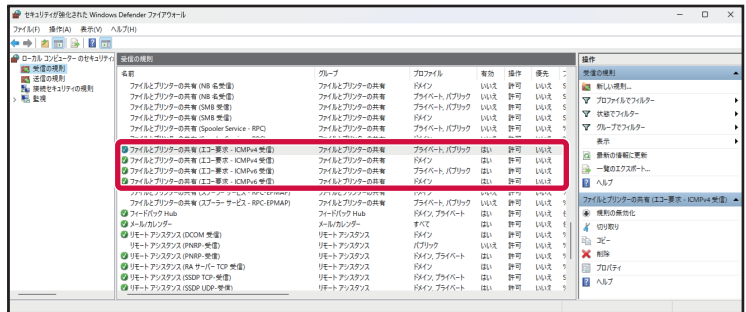 セキュリティが強化された Windows Defender ファイアウォール
ファイル(F) 操作(A) 表示(V) ヘルプ(H)
ローカル コンピューター のセキュリティ
受信の規則
送信の規則
接続セキュリティの規則
監視
受信の規則
名前 グループ プロファイル 有効 操作 優先
ファイルとプリンターの共有 (NB 名受信) ファイルとプリンターの共有 ドメイン いいえ 許可 いいえ S
ファイルとプリンターの共有 (NB 名受信) ファイルとプリンターの共有 プライベート, パブリック いいえ 許可 いいえ S
ファイルとプリンターの共有 (SMB 受信) ファイルとプリンターの共有 プライベート, パブリック いいえ 許可 いいえ S
ファイルとプリンターの共有 (SMB 受信) ファイルとプリンターの共有 ドメイン いいえ 許可 いいえ S
ファイルとプリンターの共有 (Spooler Service - RPC) ファイルとプリンターの共有 プライベート, パブリック いいえ 許可 いいえ
ファイルとプリンターの共有 (エコー要求 - ICMPv4 受信) ファイルとプリンターの共有 プライベート, パブリック はい 許可 いいえ
ファイルとプリンターの共有 (エコー要求 - ICMPv4 受信) ファイルとプリンターの共有 ドメイン はい 許可 いいえ
ファイルとプリンターの共有 (エコー要求 - ICMPv6 受信) ファイルとプリンターの共有 プライベート, パブリック はい 許可 いいえ
ファイルとプリンターの共有 (エコー要求 - ICMPv6 受信) ファイルとプリンターの共有 ドメイン はい 許可 いいえ
ファイルとプリンターの共有 (スプーラー サービス - RPC-EPMAP) ファイルとプリンターの共有 プライベート, パブリック いいえ 許可 いいえ
フィードバック Hub フィードバック Hub ドメイン, プライベート はい 許可 いいえ
メール/カレンダー メール/カレンダー すべて はい 許可 いいえ
リモート アシスタンス (DCOM 受信) リモート アシスタンス ドメイン はい 許可 いいえ
リモート アシスタンス (PNRP-受信) リモート アシスタンス パブリック いいえ 許可 いいえ
リモート アシスタンス (PNRP-受信) リモート アシスタンス ドメイン, プライベート はい 許可 いいえ
リモート アシスタンス (RA サーバー TCP 受信) リモート アシスタンス ドメイン はい 許可 いいえ
リモート アシスタンス (SSDP TCP-受信) リモート アシスタンス ドメイン, プライベート はい 許可 いいえ S
リモート アシスタンス (SSDP UDP-受信) リモート アシスタンス ドメイン, プライベート はい 許可 いいえ
操作
受信の規則
新しい規則...
プロファイルでフィルター
状態でフィルター
グループでフィルター
表示
最新の情報に更新
一覧のエクスポート...
ヘルプ
ファイルとプリンターの共有 (エコー要求 - ICMPv4 受信)
規則の無効化
切り取り
コピー
削除
プロパティ
ヘルプ